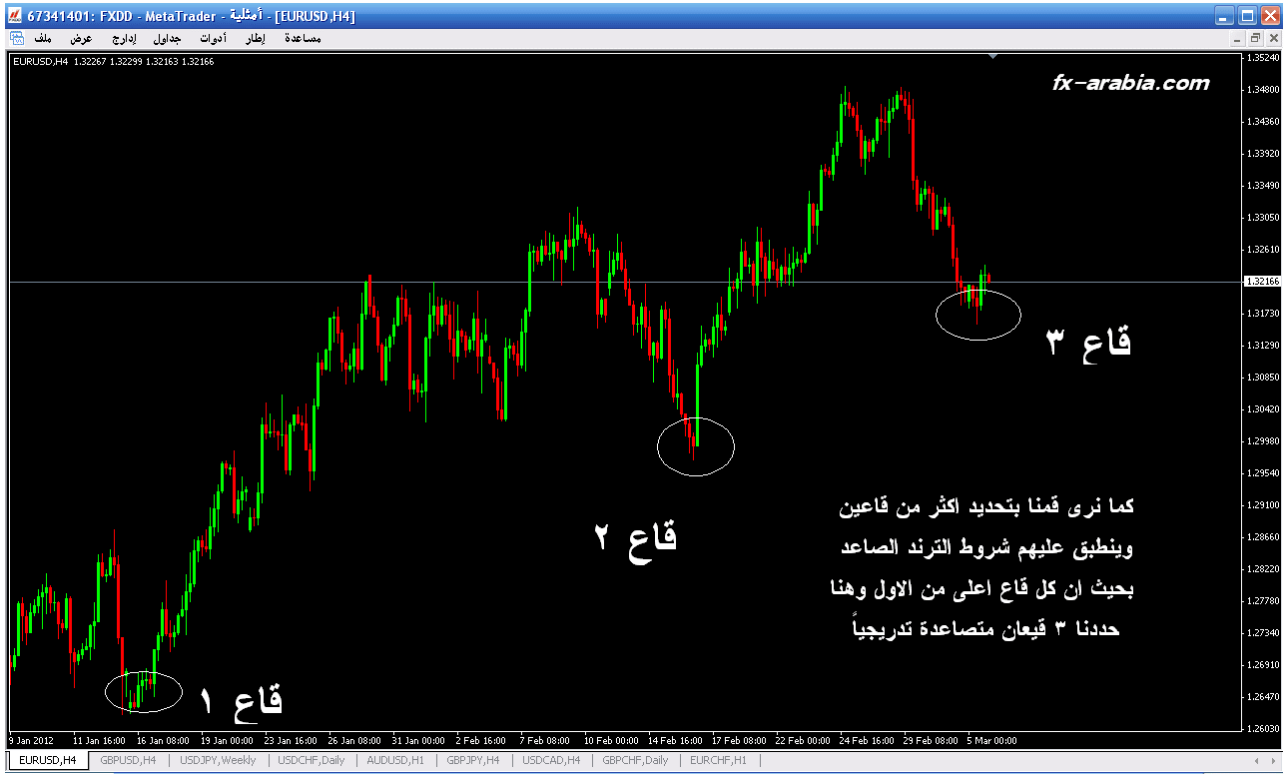 67341401: FXDD - MetaTrader - أمثلية - [EURUSD,H4]
ملف عرض إدارج جداول أدوات إطار مساعدة
EURUSD,H4 1.32267 1.32299 1.32163 1.32166
fx-arabia.com
1.35240
1.34800
1.34360
1.33920
1.33490
1.33050
1.32610
1.32166
1.31730
1.31290
1.30850
1.30420
1.29980
1.29540
1.29100
1.28660
1.28220
1.27780
1.27340
1.26910
1.26470
1.26030
قاع ٣
قاع ٢
قاع ١
كما نرى قمنا بتحديد اكثر من قاعين
وينطبق عليهم شروط الترند الصاعد
بحيث ان كل قاع اعلى من الاول وهنا
حددنا ٣ قيعان متصاعدة تدريجياً
9 Jan 2012 11 Jan 16:00 16 Jan 08:00 19 Jan 00:00 23 Jan 16:00 26 Jan 08:00 31 Jan 00:00 2 Feb 16:00 7 Feb 08:00 10 Feb 00:00 14 Feb 16:00 17 Feb 08:00 22 Feb 00:00 24 Feb 16:00 29 Feb 08:00 5 Mar 00:00
EURUSD,H4 GBPUSD,H4 USDJPY,Weekly USDCHF,Daily AUDUSD,H1 GBPJPY,H4 USDCAD,H4 GBPCHF,Daily EURCHF,H1